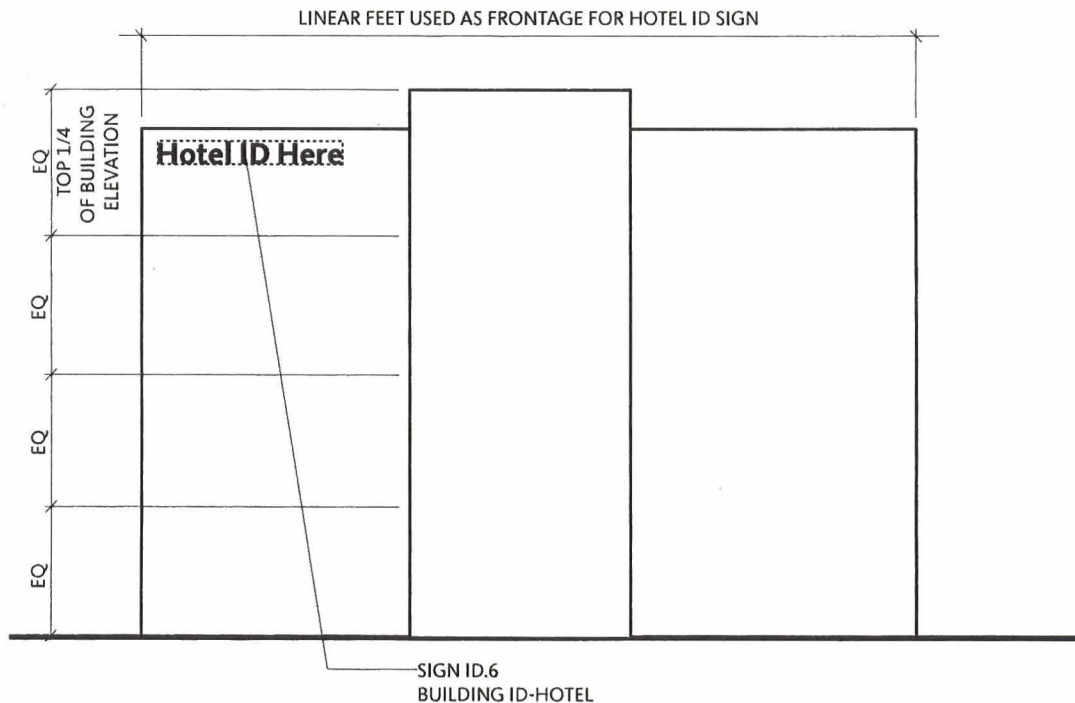 LINEAR FEET USED AS FRONTAGE FOR HOTEL ID SIGN
EQ
TOP 1/4
OF BUILDING
ELEVATION
Hotel ID Here
EQ
EQ
EQ
SIGN ID.6
BUILDING ID-HOTEL